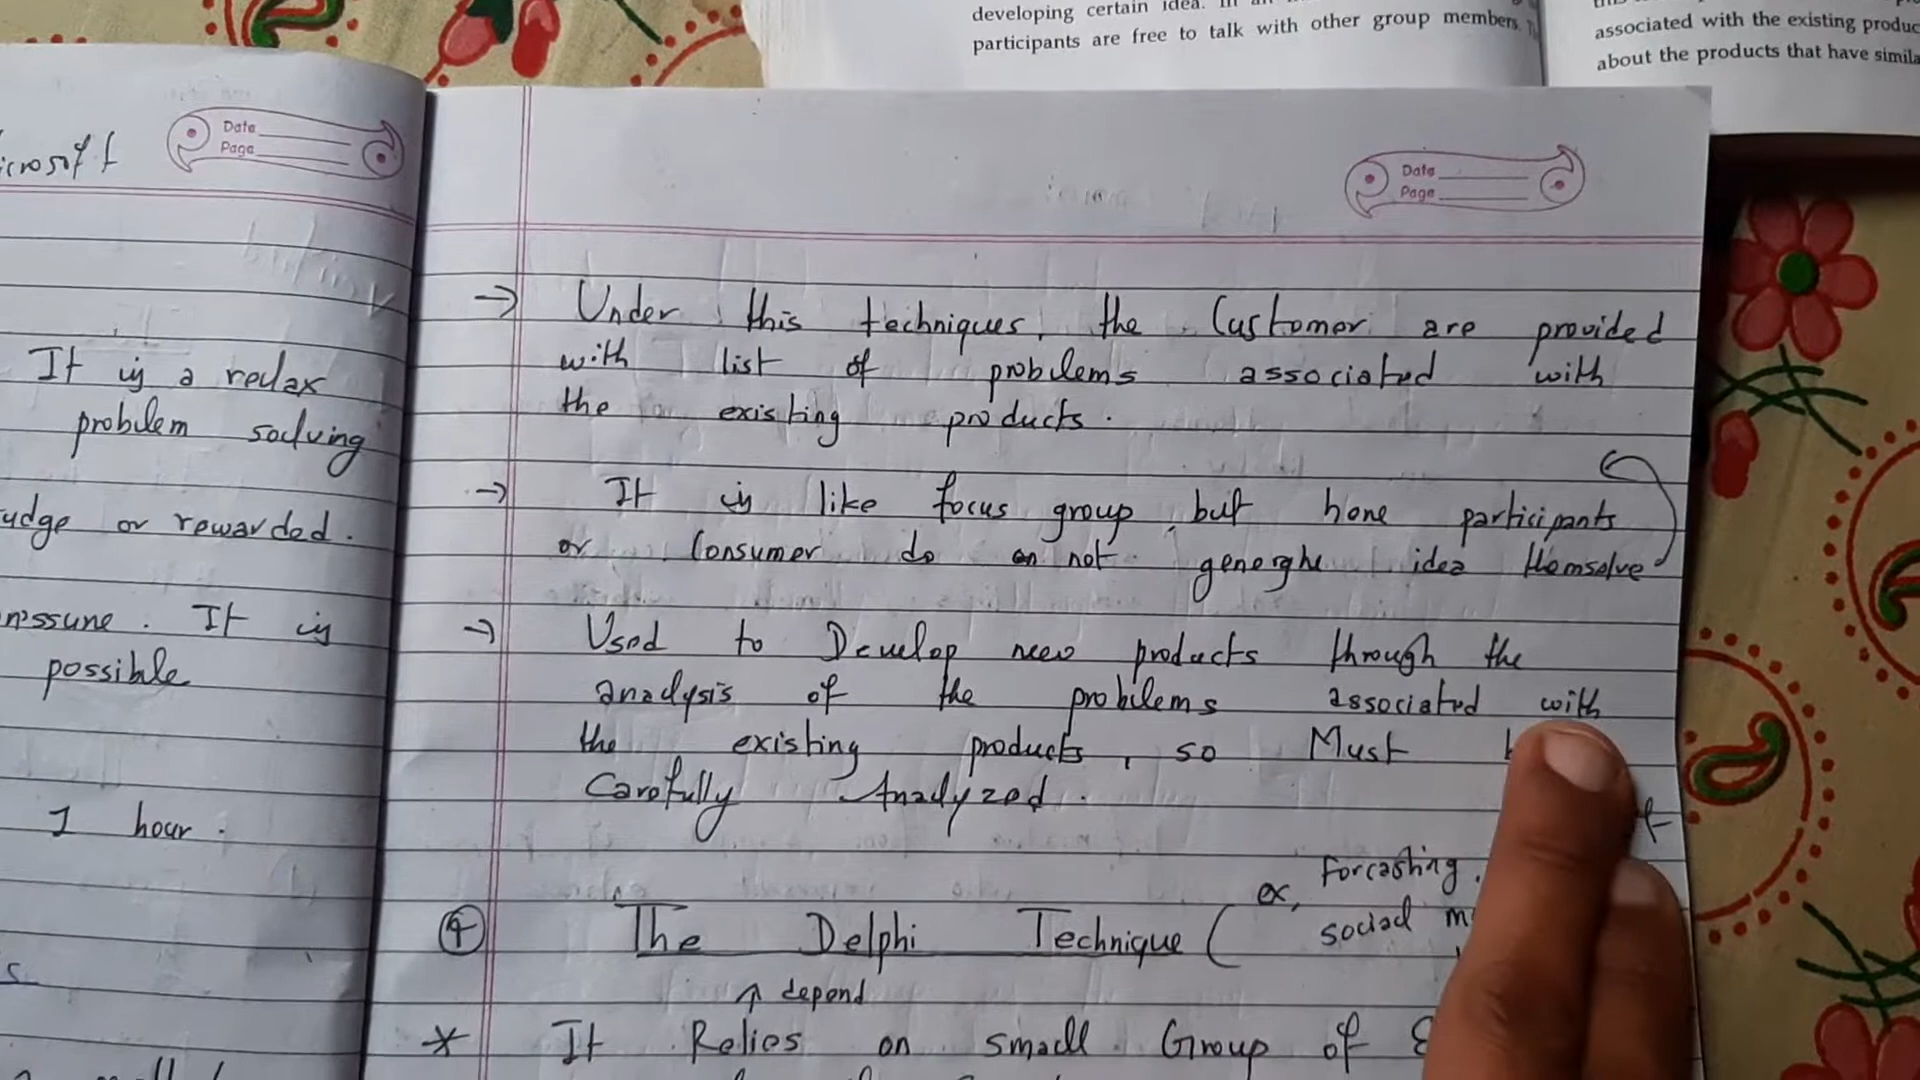 developing certain idea. In an
participants are free to talk with other group members.
associated with the existing produc
about the products that have simila
icrosoft
Date
Page
It is a relax
problem solving
udge or rewarded.
It is
possible
1 hour.
Date
Page
→ Under this techniques, the Customer are provided
with list of problems associated with
the existing products.
→ It is like focus group, but hone participants
or Consumer do not generghe idea themsolve
→ Used to Develop new products through the
analysis of the problems associated with
the existing products, so Must
Carefully Analyzed.
④ The Delphi Technique (ex, Forcasting.
social m
↑ depend
* It Relies on small Group of E